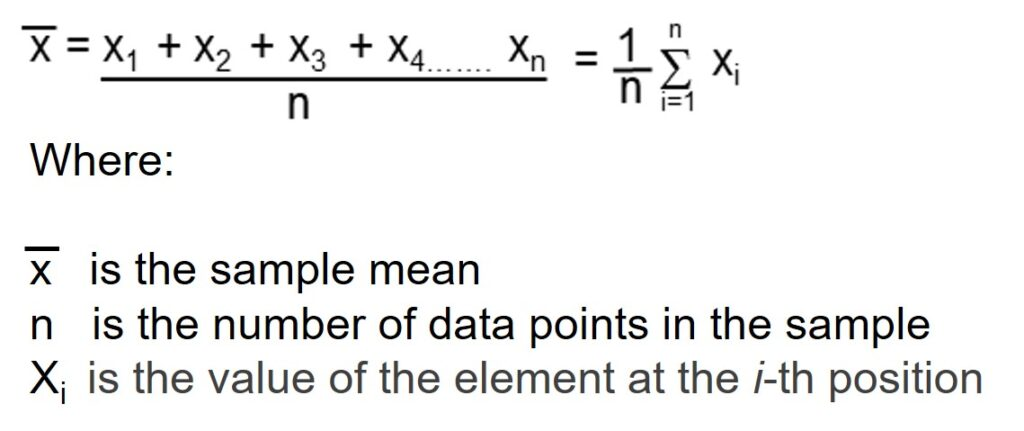 x̄ = x₁ + x₂ + x₃ + x₄....... xₙ / n = 1/n Σ i=1 n xᵢ
Where:
x̄ is the sample mean
n is the number of data points in the sample
Xᵢ is the value of the element at the i-th position